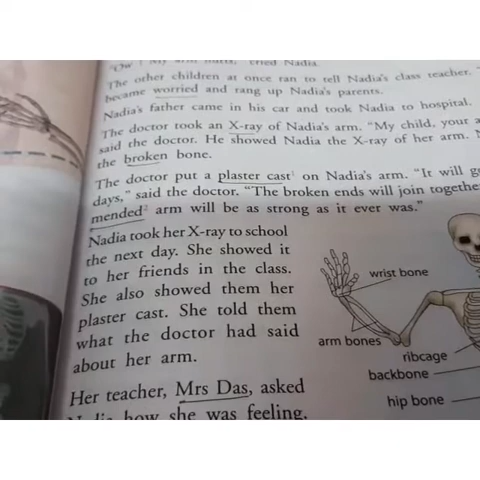 "Ow ! My arm hurts," cried Nadia.
The other children at once ran to tell Nadia's class teacher.
became worried and rang up Nadia's parents.
Nadia's father came in his car and took Nadia to hospital.
The doctor took an X-ray of Nadia's arm. "My child, your
said the doctor. He showed Nadia the X-ray of her arm.
the broken bone.
The doctor put a plaster cast¹ on Nadia's arm. "It will
days," said the doctor. "The broken ends will join
mended² arm will be as strong as it ever was."
Nadia took her X-ray to school
the next day. She showed it
to her friends in the class.
She also showed them her
plaster cast. She told them
what the doctor had said
about her arm.
Her teacher, Mrs Das, asked
Nadia how she was feeling.
wrist bone
arm bones
ribcage
backbone
hip bone